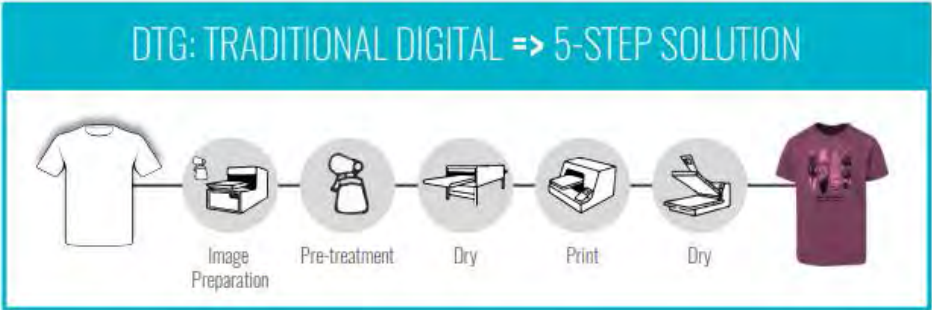 DTG: TRADITIONAL DIGITAL => 5-STEP SOLUTION
Image
Preparation
Pre-treatment
Dry
Print
Dry